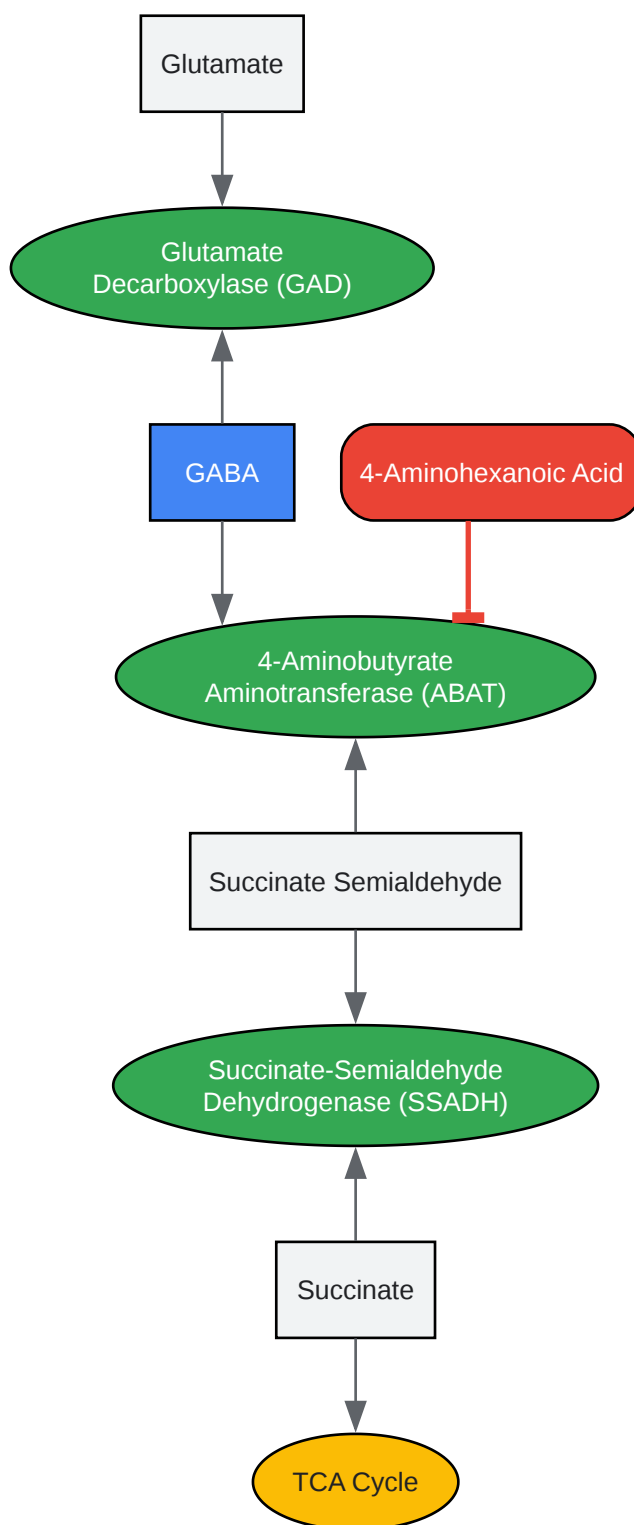 Glutamate
Glutamate
Decarboxylase (GAD)
GABA
4-Aminohexanoic Acid
4-Aminobutyrate
Aminotransferase (ABAT)
Succinate Semialdehyde
Succinate-Semialdehyde
Dehydrogenase (SSADH)
Succinate
TCA Cycle